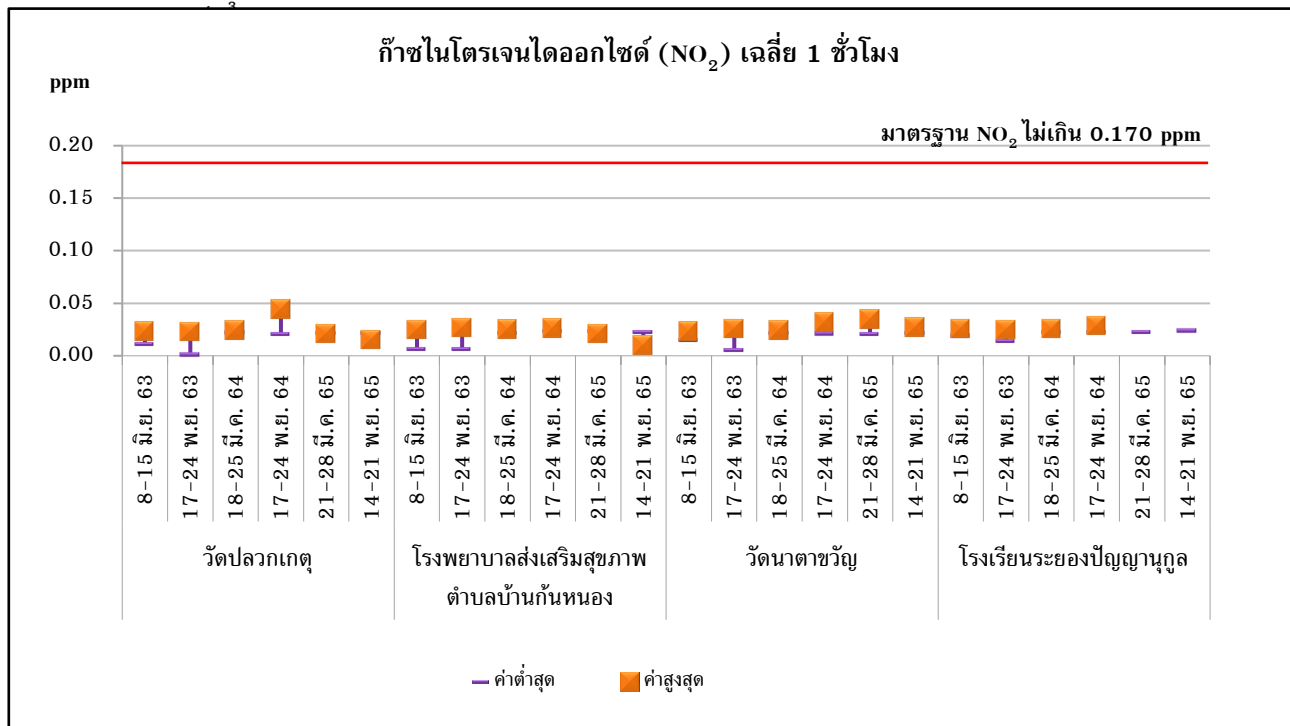 ก๊าซไนโตรเจนไดออกไซด์ (NO2) เฉลี่ย 1 ชั่วโมง
ppm
มาตรฐาน NO2 ไม่เกิน 0.170 ppm
0.20
0.15
0.10
0.05
0.00
8-15 มิ.ย. 63
17-24 พ.ย. 63
18-25 มี.ค. 64
17-24 พ.ย. 64
21-28 มี.ค. 65
14-21 พ.ย. 65
8-15 มิ.ย. 63
17-24 พ.ย. 63
18-25 มี.ค. 64
17-24 พ.ย. 64
21-28 มี.ค. 65
14-21 พ.ย. 65
8-15 มิ.ย. 63
17-24 พ.ย. 63
18-25 มี.ค. 64
17-24 พ.ย. 64
21-28 มี.ค. 65
14-21 พ.ย. 65
8-15 มิ.ย. 63
17-24 พ.ย. 63
18-25 มี.ค. 64
17-24 พ.ย. 64
21-28 มี.ค. 65
14-21 พ.ย. 65
วัดปลวกเกตุ
โรงพยาบาลส่งเสริมสุขภาพ
ตำบลบ้านก้นหนอง
วัดนาตาขวัญ
โรงเรียนระยองปัญญานุกูล
ค่าต่ำสุด
ค่าสูงสุด